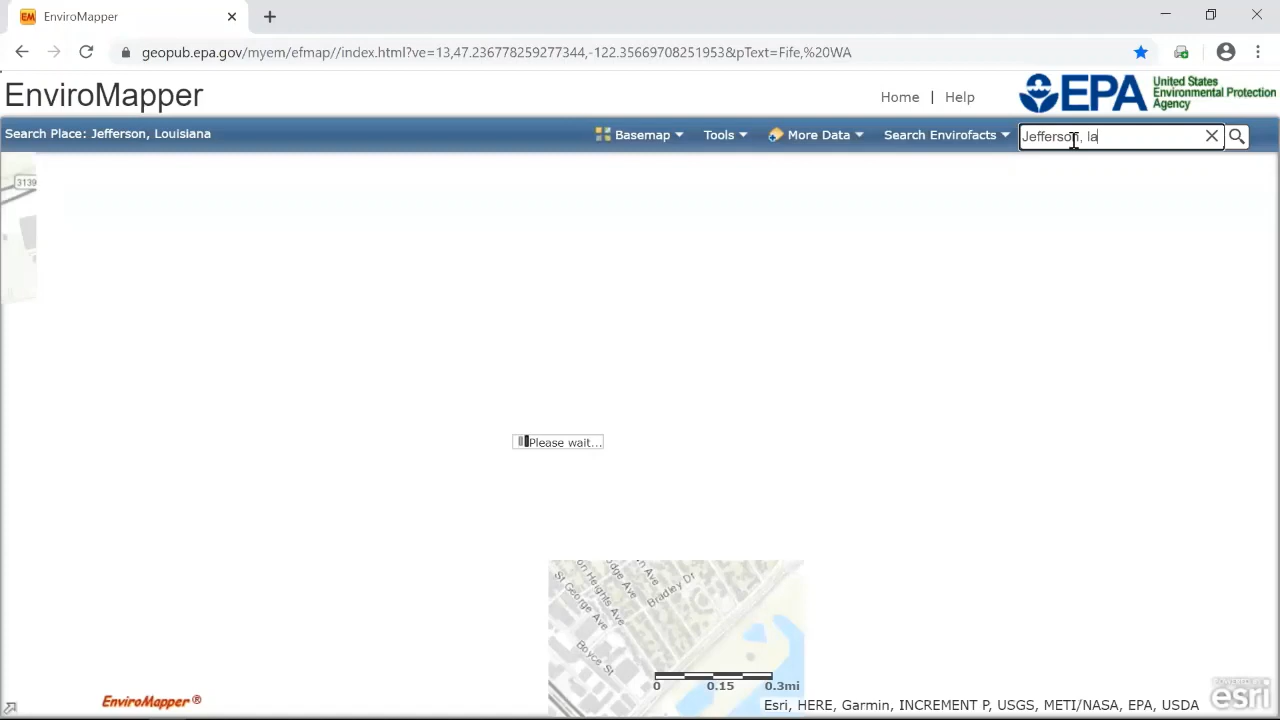 EM EnviroMapper
geopub.epa.gov/myem/efmap//index.html?ve=13,47.236778259277344,-122.35669708251953&pText=Fife,%20WA
EnviroMapper
Home | Help
EPA United States
Environmental Protection
Agency
Search Place: Jefferson, Louisiana
Basemap Tools More Data Search Envirofacts Jefferson, la
3139
Please wait...
Bradley Dr
St George Ave
Boyce St
0 0.15 0.3mi
EnviroMapper ®
Esri, HERE, Garmin, INCREMENT P, USGS, METI/NASA, EPA, USDA
POWERED BY
esri